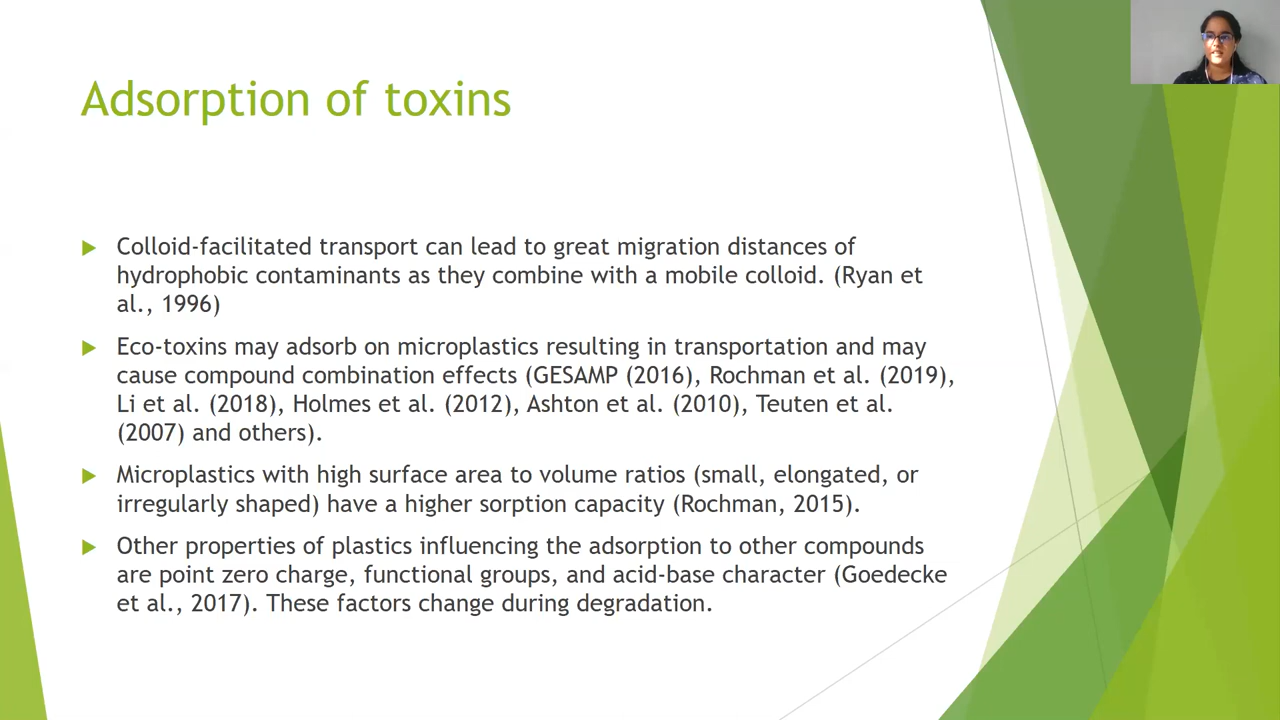 Adsorption of toxins
Colloid-facilitated transport can lead to great migration distances of
hydrophobic contaminants as they combine with a mobile colloid. (Ryan et
al., 1996)
Eco-toxins may adsorb on microplastics resulting in transportation and may
cause compound combination effects (GESAMP (2016), Rochman et al. (2019),
Li et al. (2018), Holmes et al. (2012), Ashton et al. (2010), Teuten et al.
(2007) and others).
Microplastics with high surface area to volume ratios (small, elongated, or
irregularly shaped) have a higher sorption capacity (Rochman, 2015).
Other properties of plastics influencing the adsorption to other compounds
are point zero charge, functional groups, and acid-base character (Goedecke
et al., 2017). These factors change during degradation.